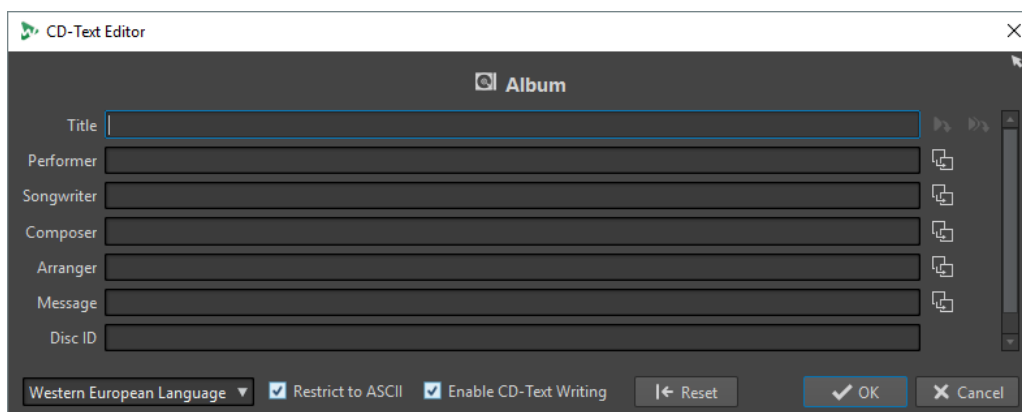 CD-Text Editor
Album
Title
Performer
Songwriter
Composer
Arranger
Message
Disc ID
Western European Language Restrict to ASCII Enable CD-Text Writing Reset OK Cancel